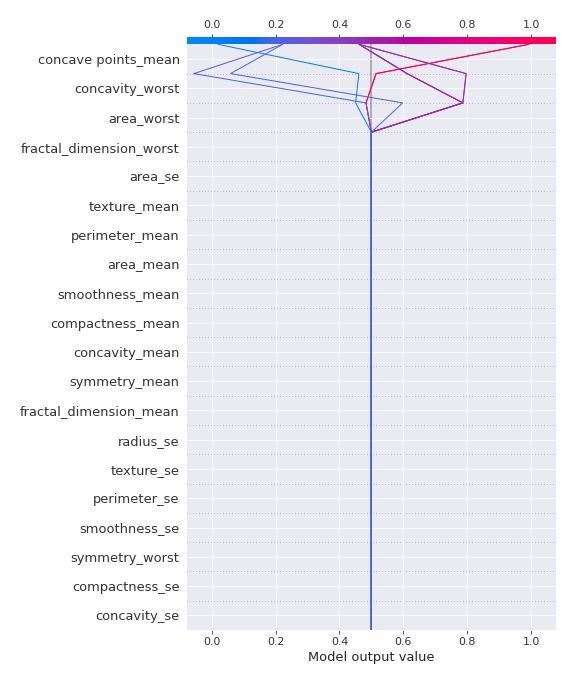 0.0 0.2 0.4 0.6 0.8 1.0
concave points_mean
concavity_worst
area_worst
fractal_dimension_worst
area_se
texture_mean
perimeter_mean
area_mean
smoothness_mean
compactness_mean
concavity_mean
symmetry_mean
fractal_dimension_mean
radius_se
texture_se
perimeter_se
smoothness_se
symmetry_worst
compactness_se
concavity_se
0.0 0.2 0.4 0.6 0.8 1.0
Model output value